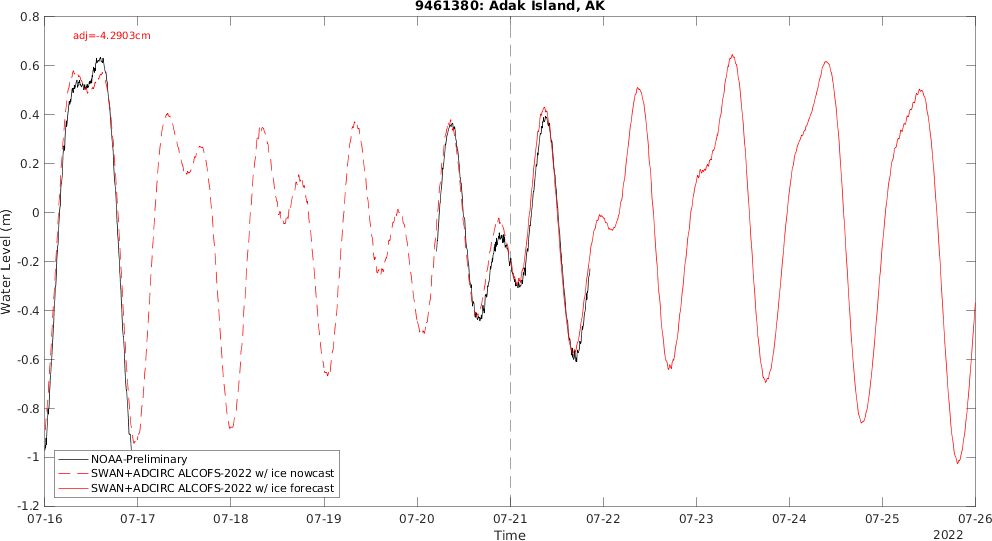 9461380: Adak Island, AK
adj=-4.2903cm
0.8
0.6
0.4
0.2
0
-0.2
-0.4
-0.6
-0.8
-1
-1.2
Water Level (m)
NOAA-Preliminary
SWAN+ADCIRC ALCOFS-2022 w/ ice nowcast
SWAN+ADCIRC ALCOFS-2022 w/ ice forecast
07-16 07-17 07-18 07-19 07-20 07-21 07-22 07-23 07-24 07-25 07-26
Time
2022